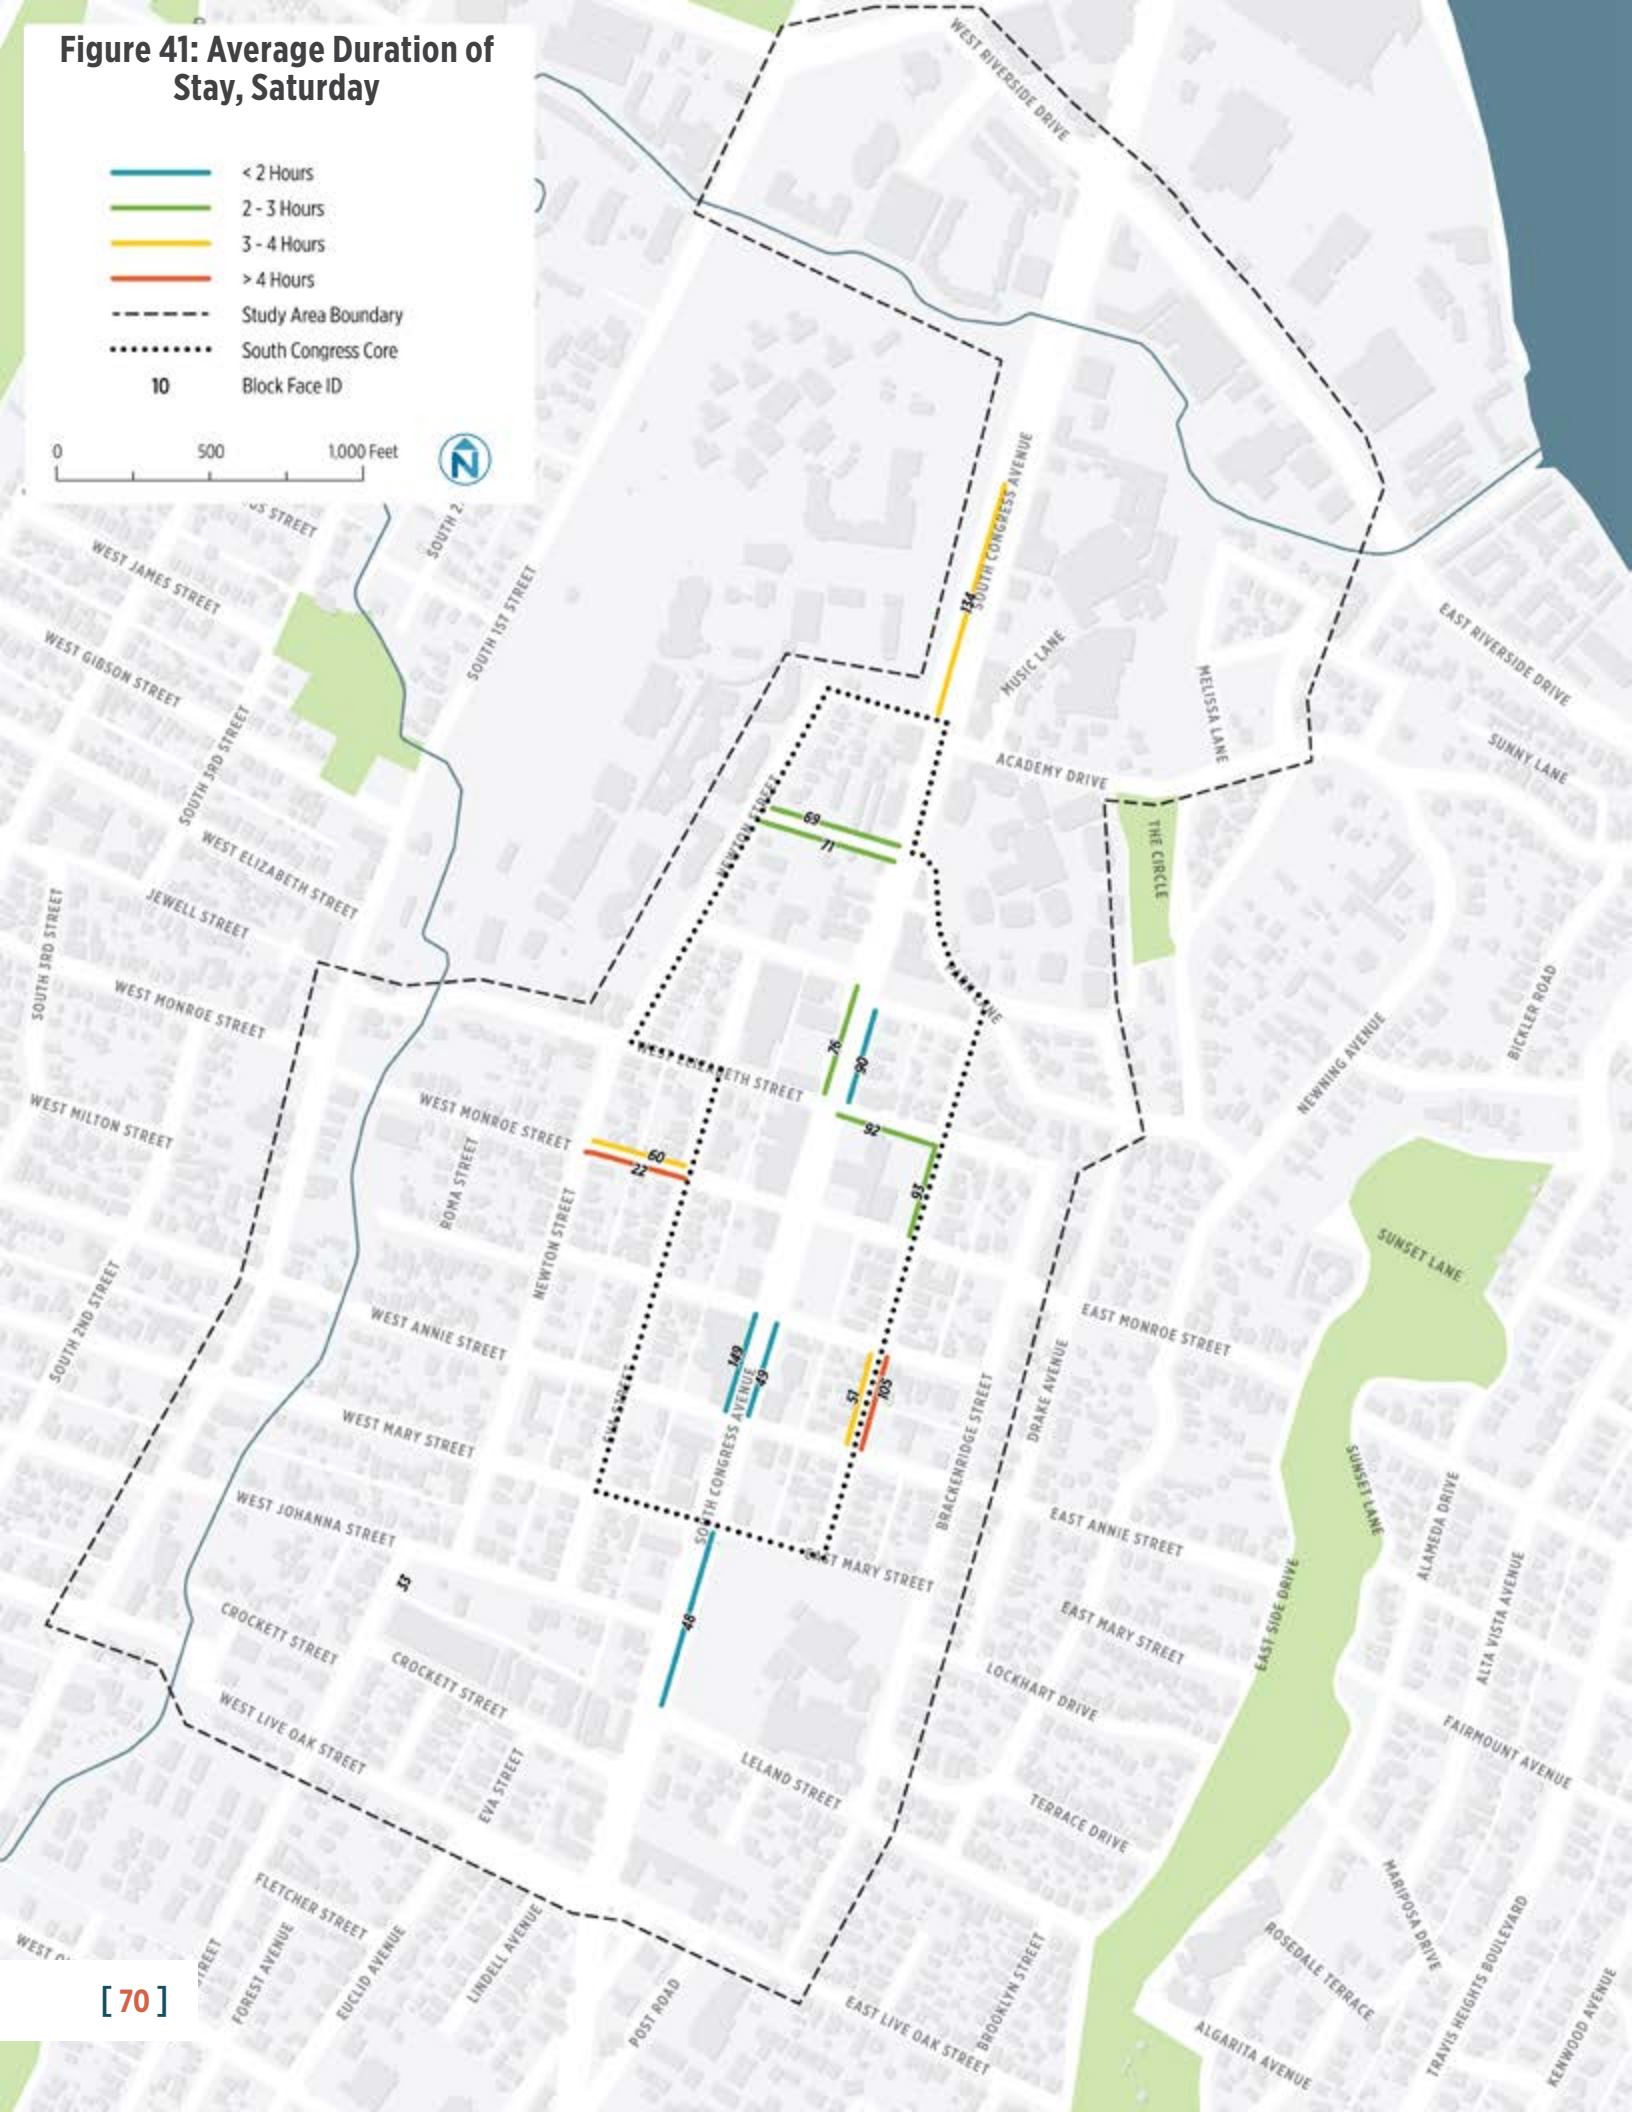 Figure 41: Average Duration of
Stay, Saturday
< 2 Hours
2 - 3 Hours
3 - 4 Hours
> 4 Hours
Study Area Boundary
South Congress Core
10 Block Face ID
0 500 1,000 Feet
N
WEST RIVERSIDE DRIVE
SOUTH CONGRESS AVENUE
134
MUSIC LANE
MELISSA LANE
EAST RIVERSIDE DRIVE
SUNNY LANE
ACADEMY DRIVE
THE CIRCLE
STREET
SOUTH 2
WEST JAMES STREET
SOUTH 1ST STREET
WEST GIBSON STREET
SOUTH 3RD STREET
WEST ELIZABETH STREET
JEWELL STREET
SOUTH 3RD STREET
WEST MONROE STREET
WEST MILTON STREET
NEWTON STREET
69
71
76
90
WEST ELIZABETH STREET
92
93
BICKLER ROAD
NEWNING AVENUE
WEST MONROE STREET
ROMA STREET
60
22
NEWTON STREET
SUNSET LANE
SOUTH 2ND STREET
WEST ANNIE STREET
149
49
51
105
EAST MONROE STREET
DRAKE AVENUE
BRACKENRIDGE STREET
WEST MARY STREET
SOUTH CONGRESS AVENUE
SUNSET LANE
ALAMEDA DRIVE
WEST JOHANNA STREET
EAST ANNIE STREET
EAST MARY STREET
33
48
EAST MARY STREET
EAST SIDE DRIVE
ALTA VISTA AVENUE
CROCKETT STREET
CROCKETT STREET
LOCKHART DRIVE
WEST LIVE OAK STREET
EVA STREET
LELAND STREET
FAIRMOUNT AVENUE
TERRACE DRIVE
FLETCHER STREET
MARIPOSA DRIVE
FOREST AVENUE
EUCLID AVENUE
LINDELL AVENUE
POST ROAD
EAST LIVE OAK STREET
BROOKLYN STREET
ROSEDALE TERRACE
TRAVIS HEIGHTS BOULEVARD
ALGARITA AVENUE
KENWOOD AVENUE
WEST
[ 70 ]